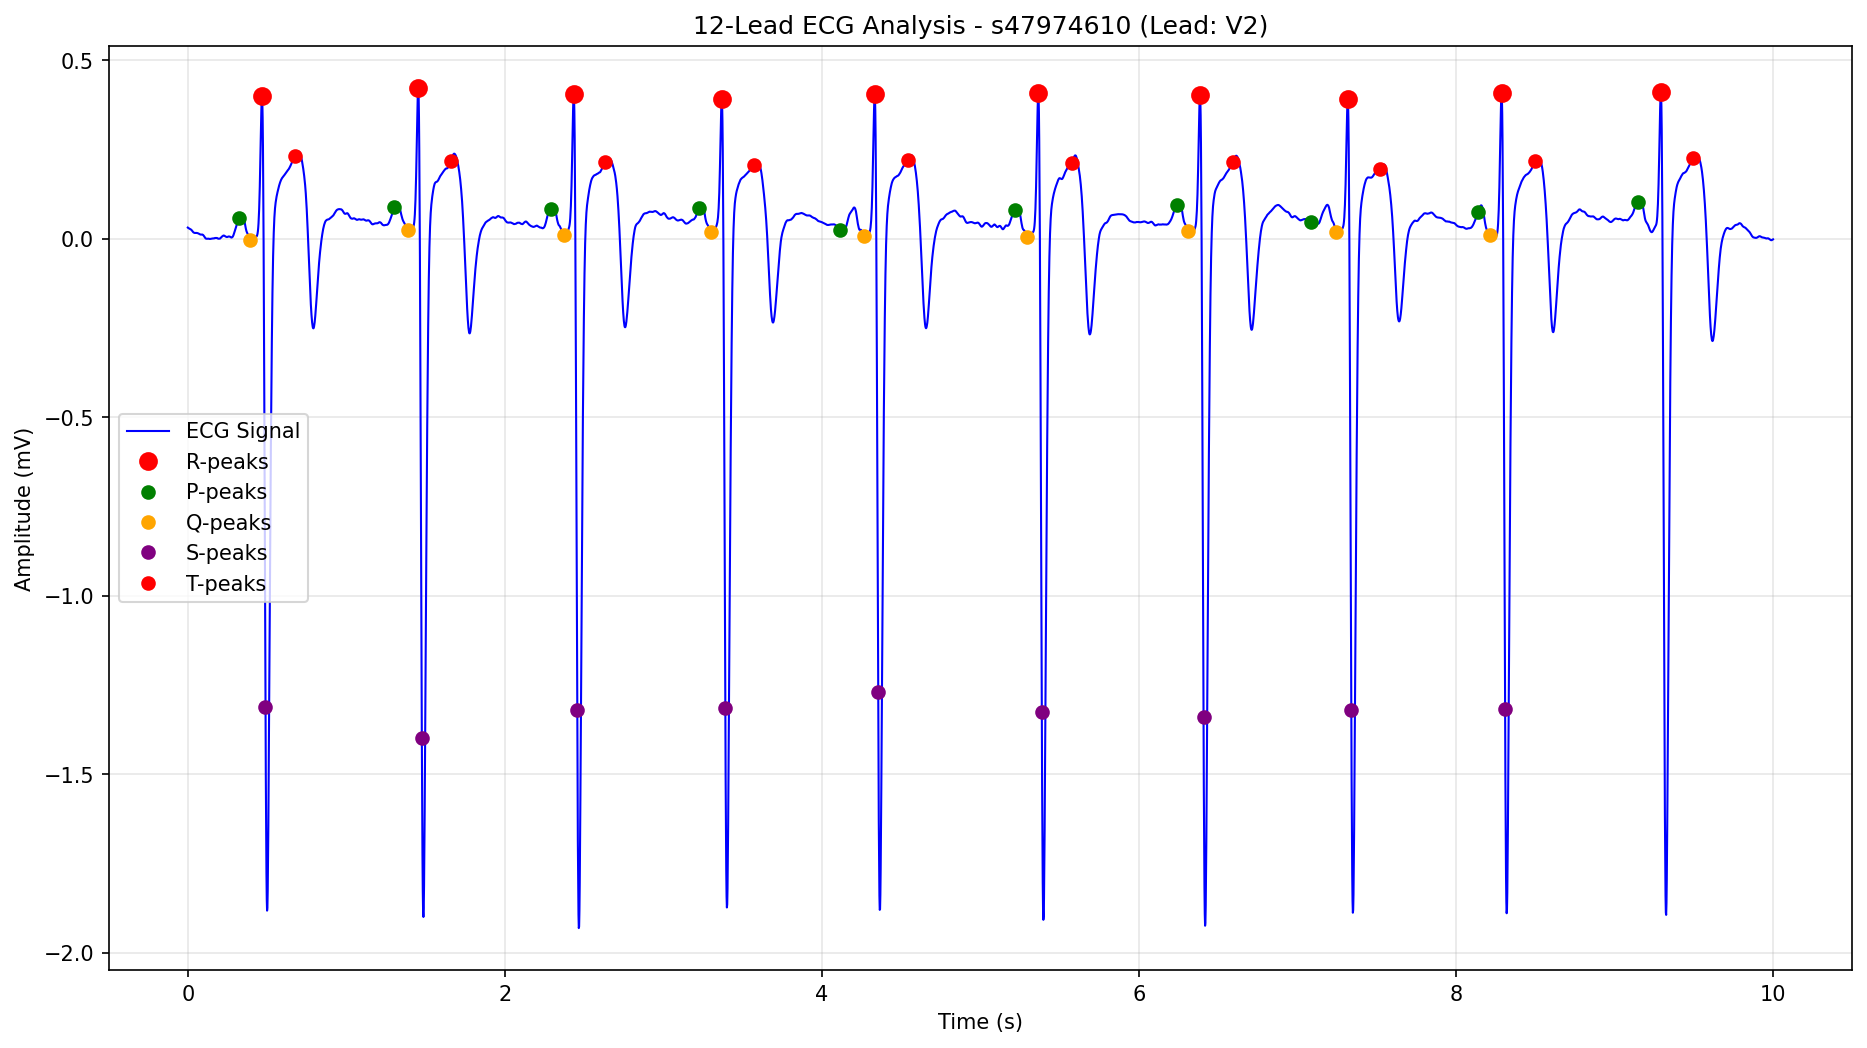 12-Lead ECG Analysis - s47974610 (Lead: V2)
Amplitude (mV)
0.5
0.0
−0.5
−1.0
−1.5
−2.0
ECG Signal
R-peaks
P-peaks
Q-peaks
S-peaks
T-peaks
0 2 4 6 8 10
Time (s)